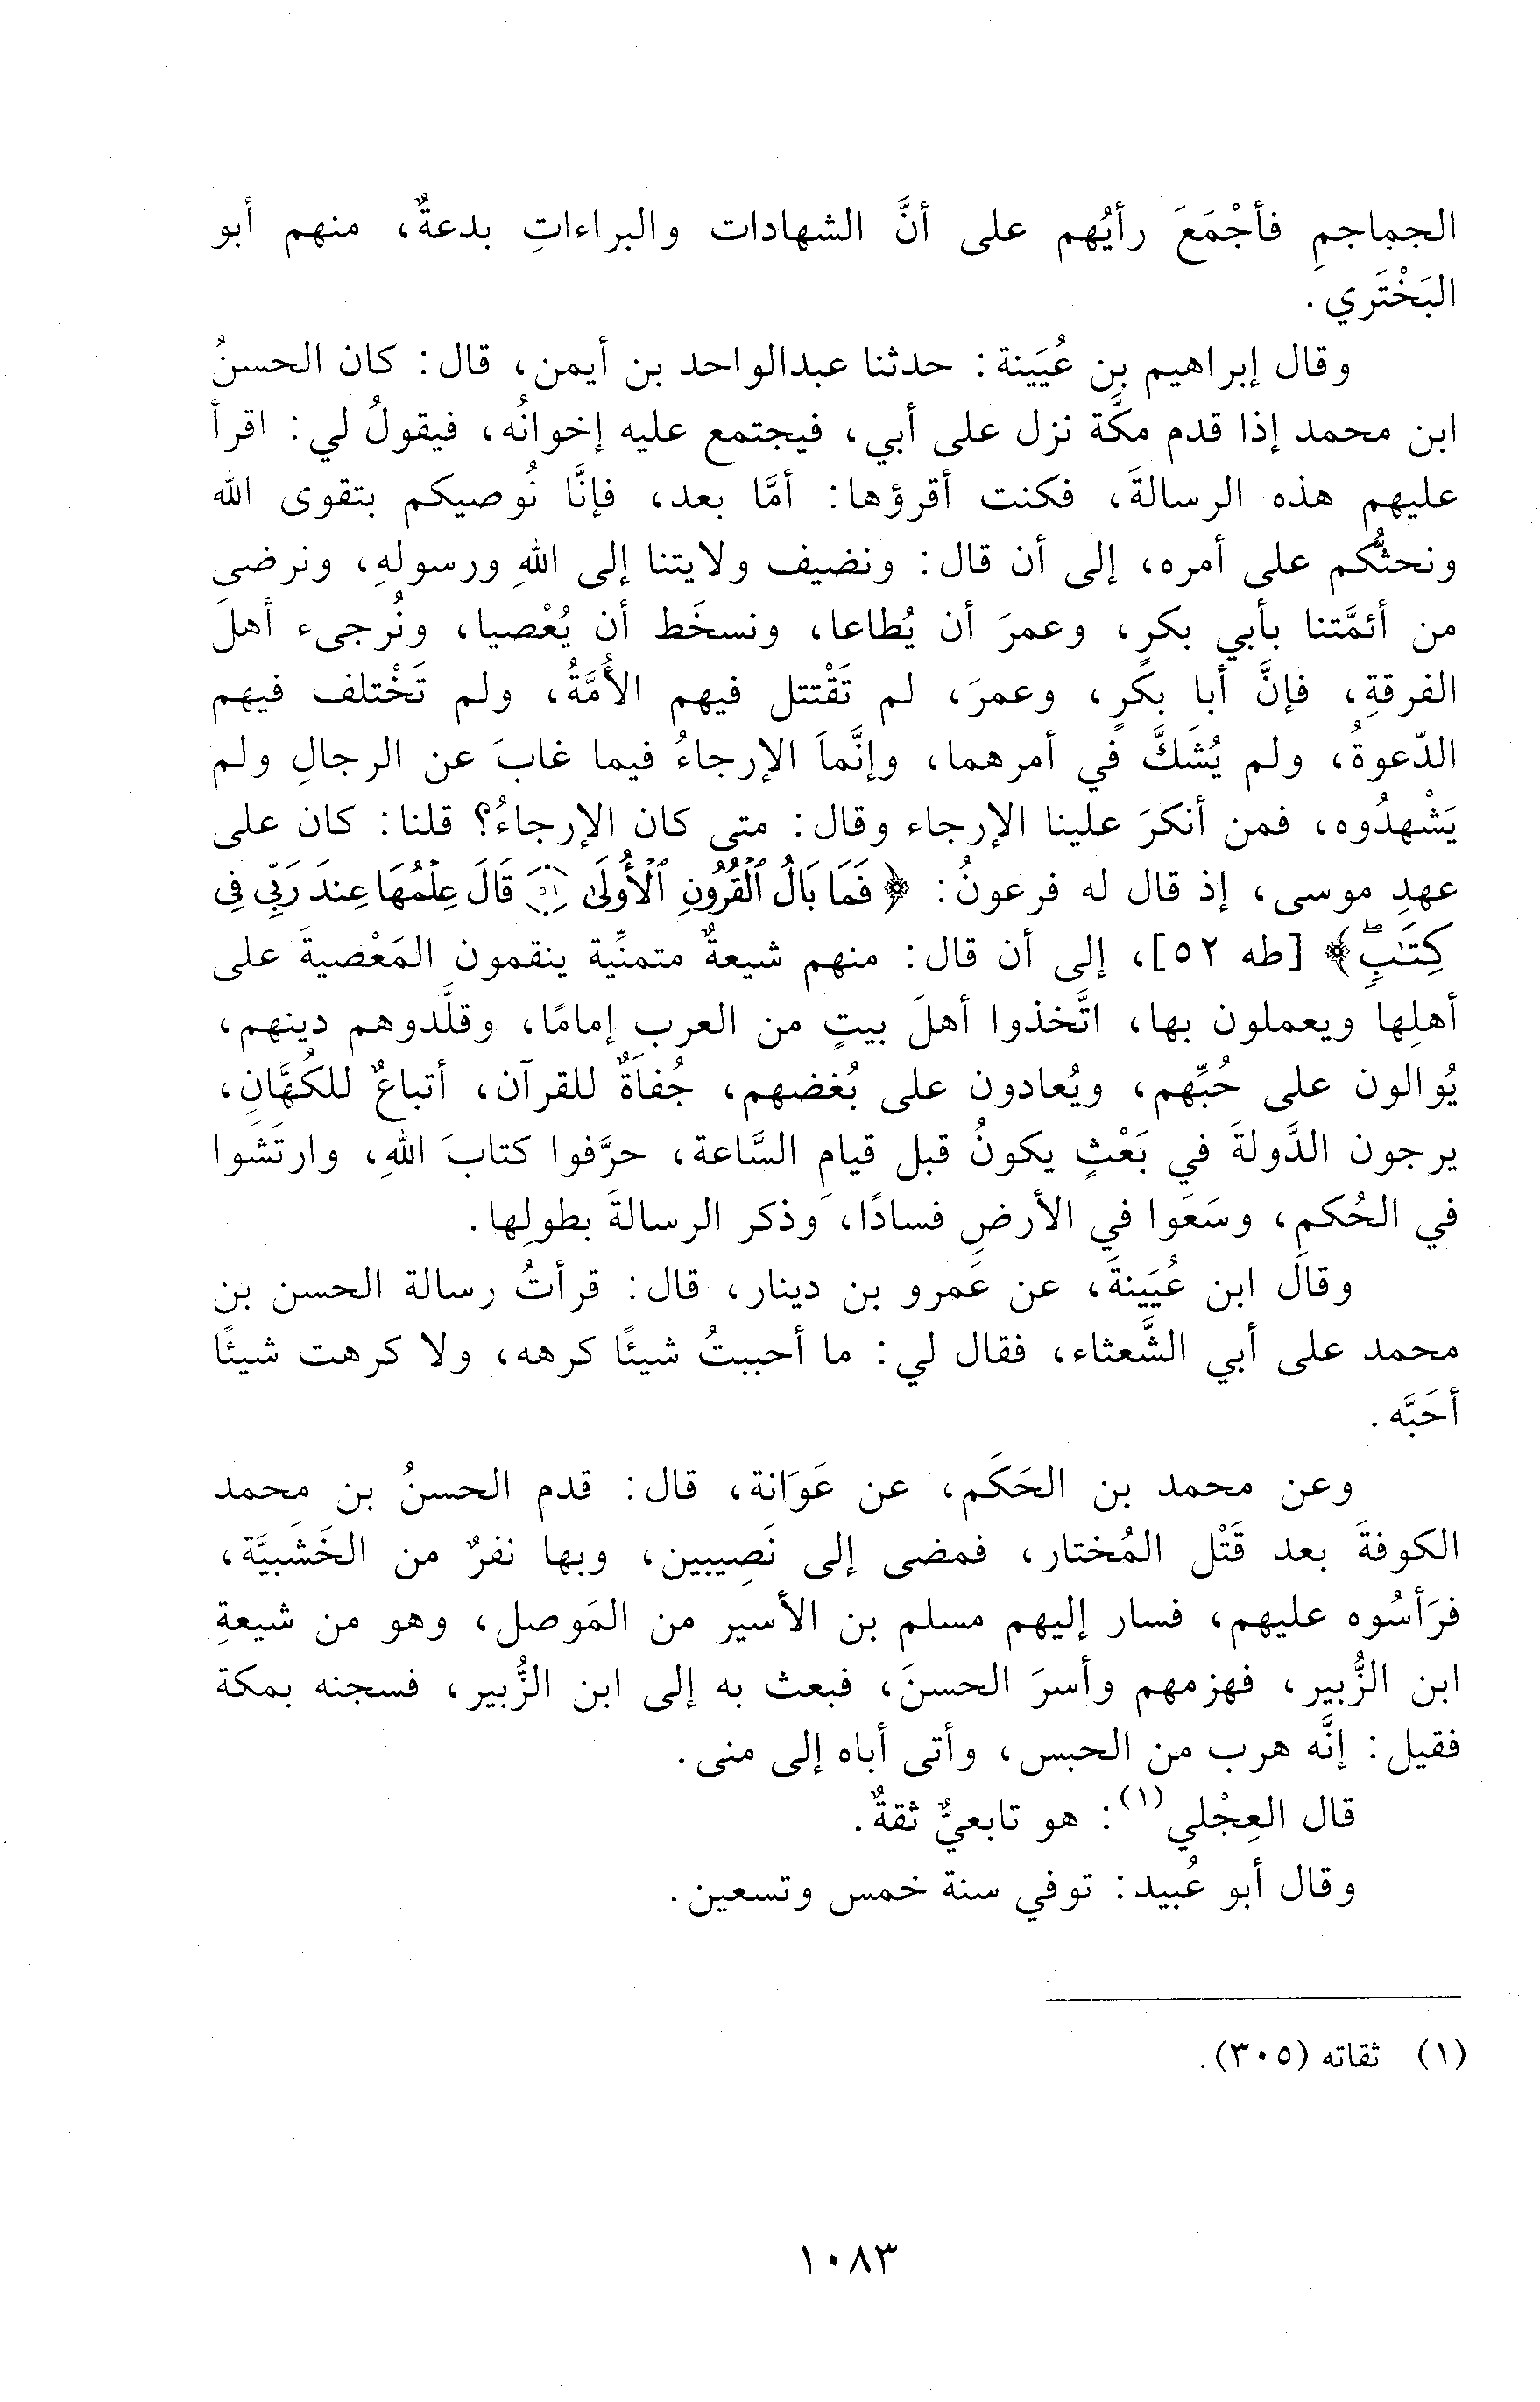 الجماجمِ فأجْمَعَ رأيُهم على أنَّ الشهادات والبراءاتِ بدعةٌ، منهم أبو
البَخْتَري.
وقال إبراهيم بن عُيَينة: حدثنا عبدالواحد بن أيمن، قال: كان الحسنُ
ابن محمد إذا قدم مكَّة نزل على أبي، فيجتمع عليه إخوانُه، فيقولُ لي: اقرأ
عليهم هذه الرسالةَ، فكنت أقرؤها: أمَّا بعد، فإنَّا نُوصيكم بتقوى الله
ونحثُّكم على أمره، إلى أن قال: ونضيف ولايتنا إلى اللهِ ورسولهِ، ونرضى
من أئمَّتنا بأبي بكرٍ، وعمرَ أن يُطاعا، ونسخَط أن يُعْصيا، ونُرجىء أهلَ
الفرقةِ، فإنَّ أبا بكرٍ، وعمرَ، لم تَقْتتل فيهم الأُمَّةُ، ولم تَخْتلف فيهم
الدّعوةُ، ولم يُشَكَّ في أمرهما، وإنَّما الإرجاءُ فيما غابَ عن الرجالِ ولم
يَشْهدُوه، فمن أنكرَ علينا الإرجاء وقال: متى كان الإرجاءُ؟ قلنا: كان على
عهدِ موسى، إذ قال له فرعونُ: ﴿فَمَا بَالُ ٱلْقُرُونِ ٱلْأُولَىٰ ۝٥١ قَالَ عِلْمُهَا عِندَ رَبِّى فِى
كِتَـٰبٍۖ﴾ [طه ٥٢]، إلى أن قال: منهم شيعةٌ متمنِّية ينقمون المَعْصيةَ على
أهلِها ويعملون بها، اتَّخذوا أهلَ بيتٍ من العرب إمامًا، وقلَّدوهم دينهم،
يُوالون على حُبِّهم، ويُعادون على بُغضهم، جُفاةٌ للقرآن، أتباعٌ للكُهَّانِ،
يرجون الدَّولةَ في بَعْثٍ يكونُ قبل قيامِ السَّاعة، حرَّفوا كتابَ اللهِ، وارتَشَوا
في الحُكمِ، وسَعَوا في الأرضِ فسادًا، وذكر الرسالةَ بطولِها.
وقال ابن عُيَينةَ، عن عَمرو بن دينار، قال: قرأتُ رسالة الحسن بن
محمد على أبي الشَّعثاء، فقال لي: ما أحببتُ شيئًا كرهه، ولا كرهت شيئًا
أحَبَّه.
وعن محمد بن الحَكَم، عن عَوَانة، قال: قدم الحسنُ بن محمد
الكوفةَ بعد قَتْل المُختار، فمضى إلى نَصِيبين، وبها نفرٌ من الخَشَبيَّة،
فرَأسُوه عليهم، فسار إليهم مسلم بن الأسير من المَوصل، وهو من شيعةِ
ابن الزُّبير، فهزمهم وأسرَ الحسنَ، فبعث به إلى ابن الزُّبير، فسجنه بمكة
فقيل: إنَّه هرب من الحبس، وأتى أباه إلى منى.
قال العِجْلي(١): هو تابعيٌّ ثقةٌ.
وقال أبو عُبيد: توفي سنة خمس وتسعين.
(١) ثقاته (٣٠٥).
١٠٨٣